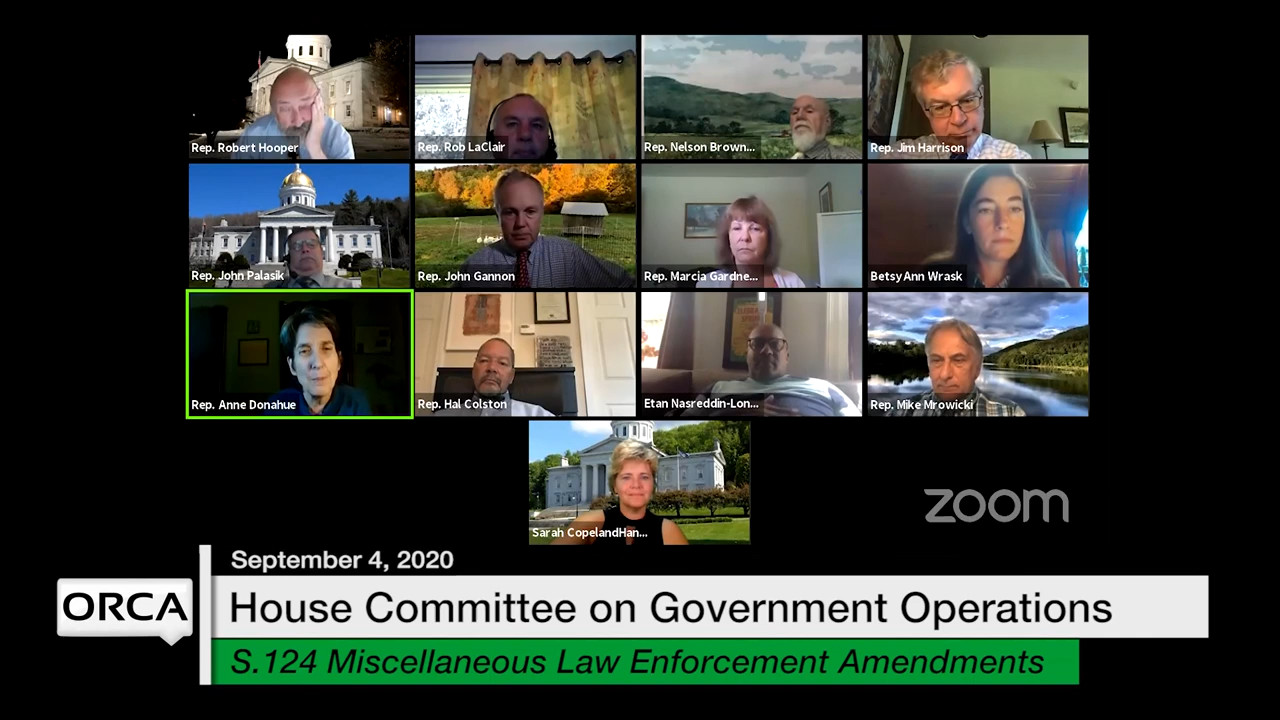 Rep. Robert Hooper
Rep. Rob LaClair
Rep. Nelson Brown...
Rep. Jim Harrison
Rep. John Palasik
Rep. John Gannon
Rep. Marcia Gardne...
Betsy Ann Wrask
Rep. Anne Donahue
Rep. Hal Colston
Etan Nasreddin-Lon...
Rep. Mike Mrowicki
Sarah CopelandHan...
zoom
September 4, 2020
ORCA
House Committee on Government Operations
S.124 Miscellaneous Law Enforcement Amendments